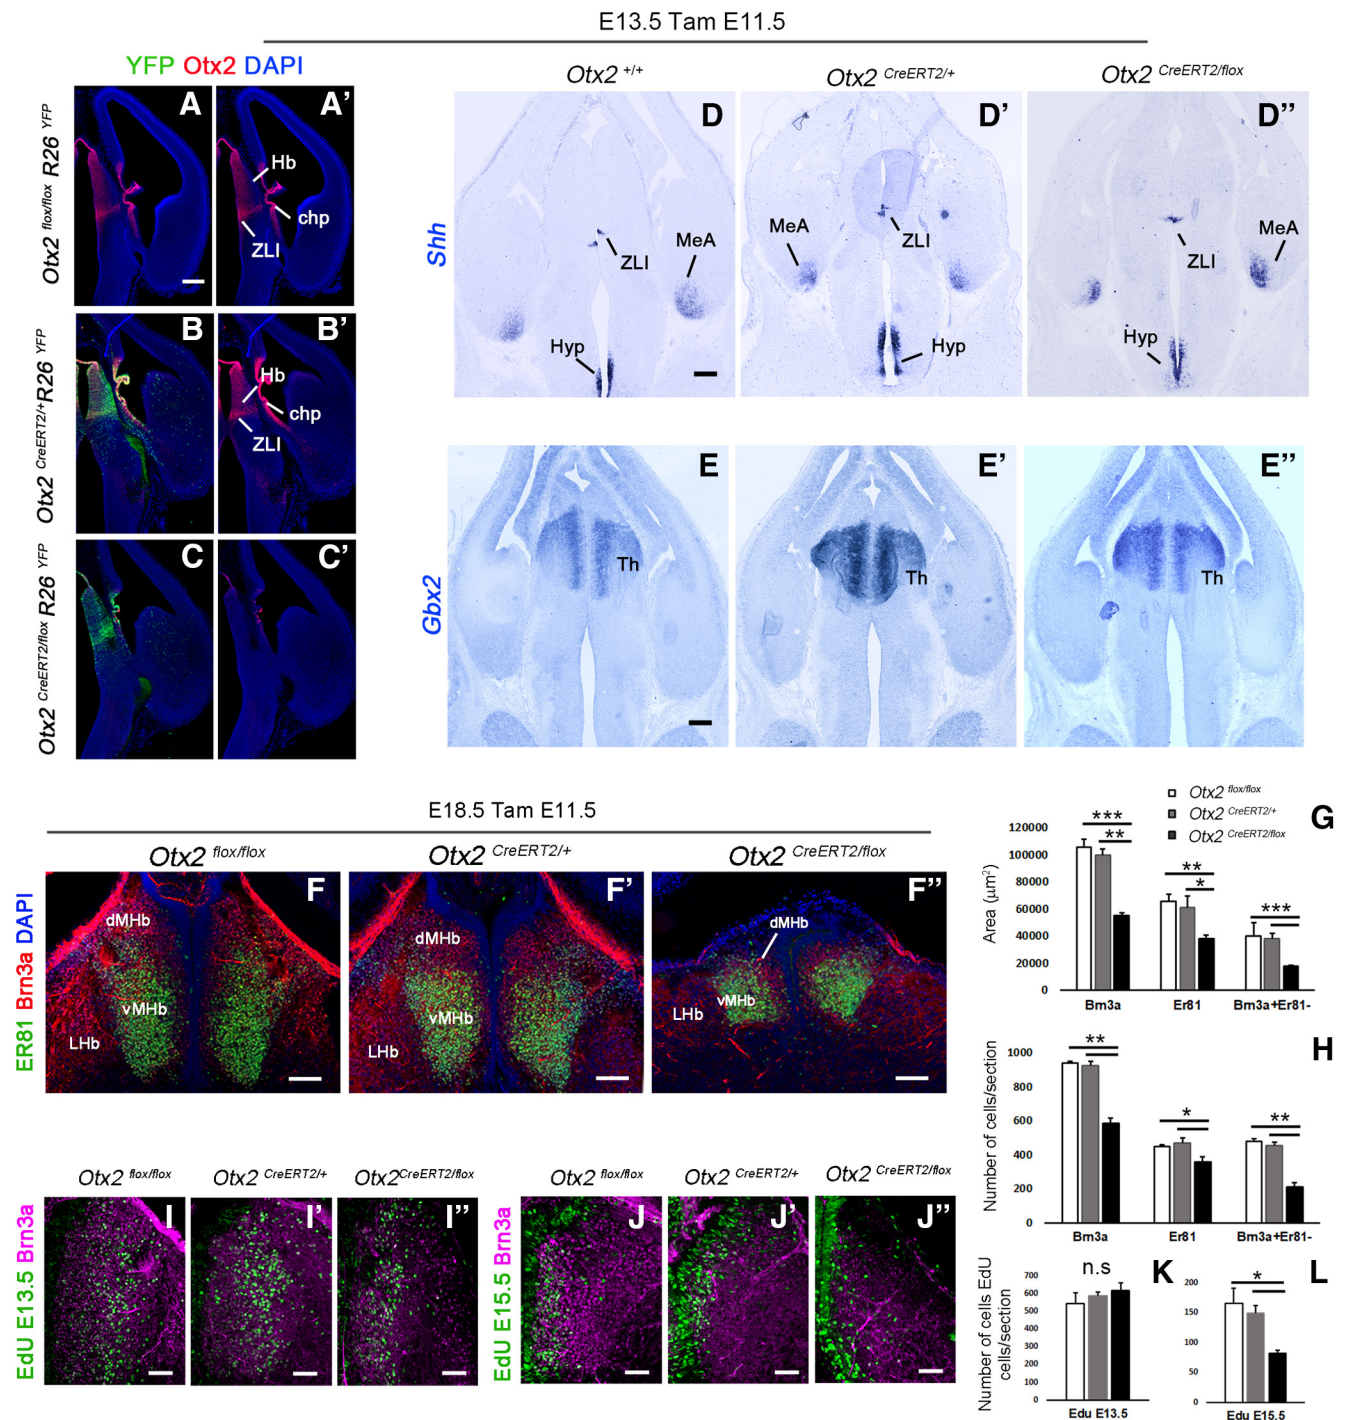 E13.5 Tam E11.5
YFP Otx2 DAPI
Otx2 +/+
Otx2 CreERT2/+
Otx2 CreERT2/flox
Otx2 flox/flox R26 YFP
A
A'
Hb
chp
ZLI
Otx2 CreERT2/+ R26 YFP
B
B'
Hb
chp
ZLI
Otx2 CreERT2/flox R26 YFP
C
C'
Shh
D
MeA
ZLI
Hyp
D'
MeA
ZLI
Hyp
D''
MeA
ZLI
Hyp
Gbx2
E
Th
E'
Th
E''
Th
E18.5 Tam E11.5
Otx2 flox/flox
Otx2 CreERT2/+
Otx2 CreERT2/flox
ER81 Brn3a DAPI
F
dMHb
vMHb
LHb
F'
dMHb
vMHb
LHb
F''
dMHb
vMHb
LHb
Otx2 flox/flox
Otx2 CreERT2/+
Otx2 CreERT2/flox
G
Area (µm²)
120000
100000
80000
60000
40000
20000
0
***
**
**
*
***
Brn3a
Er81
Brn3a+Er81-
H
Number of cells/section
1000
800
600
400
200
0
**
*
**
Brn3a
Er81
Brn3a+Er81-
Otx2 flox/flox
Otx2 CreERT2/+
Otx2 CreERT2/flox
EdU E13.5 Brn3a
I
I'
I''
Otx2 flox/flox
Otx2 CreERT2/+
Otx2 CreERT2/flox
EdU E15.5 Brn3a
J
J'
J''
K
Number of cells EdU
cells/section
700
600
500
400
300
200
100
0
n.s
Edu E13.5
L
200
150
100
50
0
*
Edu E15.5